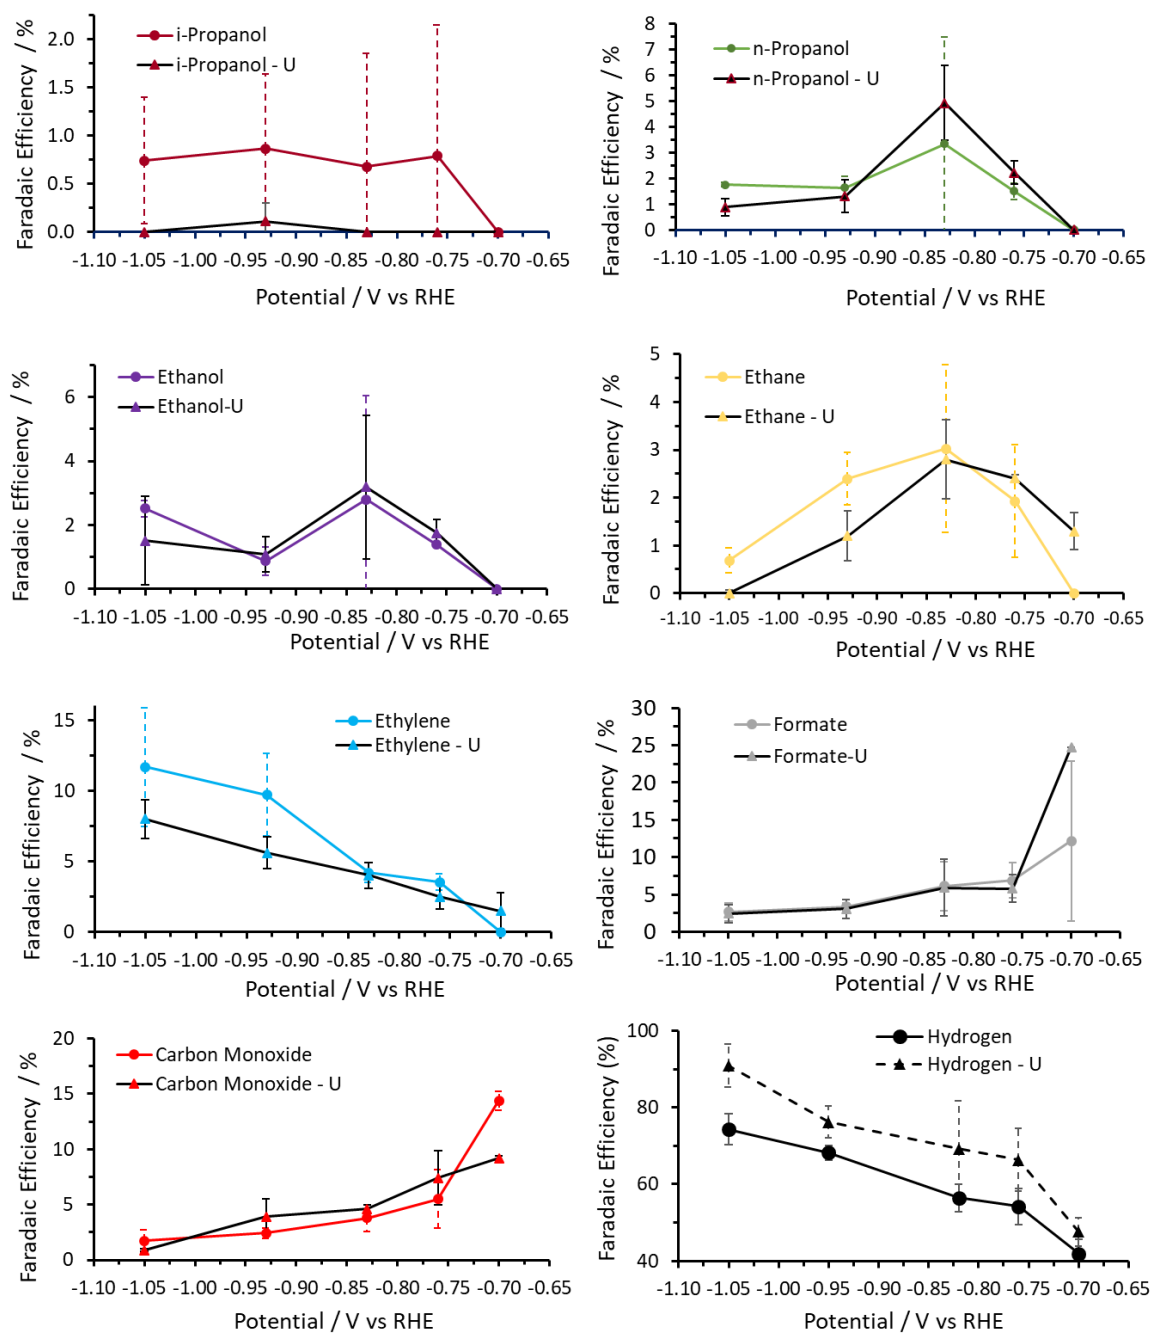 Faradaic Efficiency / %
2.0
1.0
0.5
0.0
i-Propanol
i-Propanol - U
-1.10 -1.05 -1.00 -0.95 -0.90 -0.85 -0.80 -0.75 -0.70 -0.65
Potential / V vs RHE
Faradaic Efficiency / %
8
7
6
5
4
3
2
1
0
n-Propanol
n-Propanol - U
-1.10 -1.05 -1.00 -0.95 -0.90 -0.85 -0.80 -0.75 -0.70 -0.65
Potential / V vs RHE
Faradaic Efficiency / %
6
4
2
0
Ethanol
Ethanol-U
-1.10 -1.05 -1.00 -0.95 -0.90 -0.85 -0.80 -0.75 -0.70 -0.65
Potential / V vs RHE
Faradaic Efficiency / %
5
4
3
2
1
0
Ethane
Ethane - U
-1.10 -1.05 -1.00 -0.95 -0.90 -0.85 -0.80 -0.75 -0.70 -0.65
Potential / V vs RHE
Faradaic Efficiency / %
15
10
5
0
Ethylene
Ethylene - U
-1.10 -1.05 -1.00 -0.95 -0.90 -0.85 -0.80 -0.75 -0.70 -0.65
Potential / V vs RHE
Faradaic Efficiency / %
30
25
20
15
10
5
0
Formate
Formate-U
-1.10 -1.05 -1.00 -0.95 -0.90 -0.85 -0.80 -0.75 -0.70 -0.65
Potential / V vs RHE
Faradaic Efficiency / %
20
15
10
5
0
Carbon Monoxide
Carbon Monoxide - U
-1.10 -1.05 -1.00 -0.95 -0.90 -0.85 -0.80 -0.75 -0.70 -0.65
Potential / V vs RHE
Faradaic Efficiency (%)
100
80
60
40
Hydrogen
Hydrogen - U
-1.10 -1.05 -1.00 -0.95 -0.90 -0.85 -0.80 -0.75 -0.70 -0.65
Potential / V vs RHE